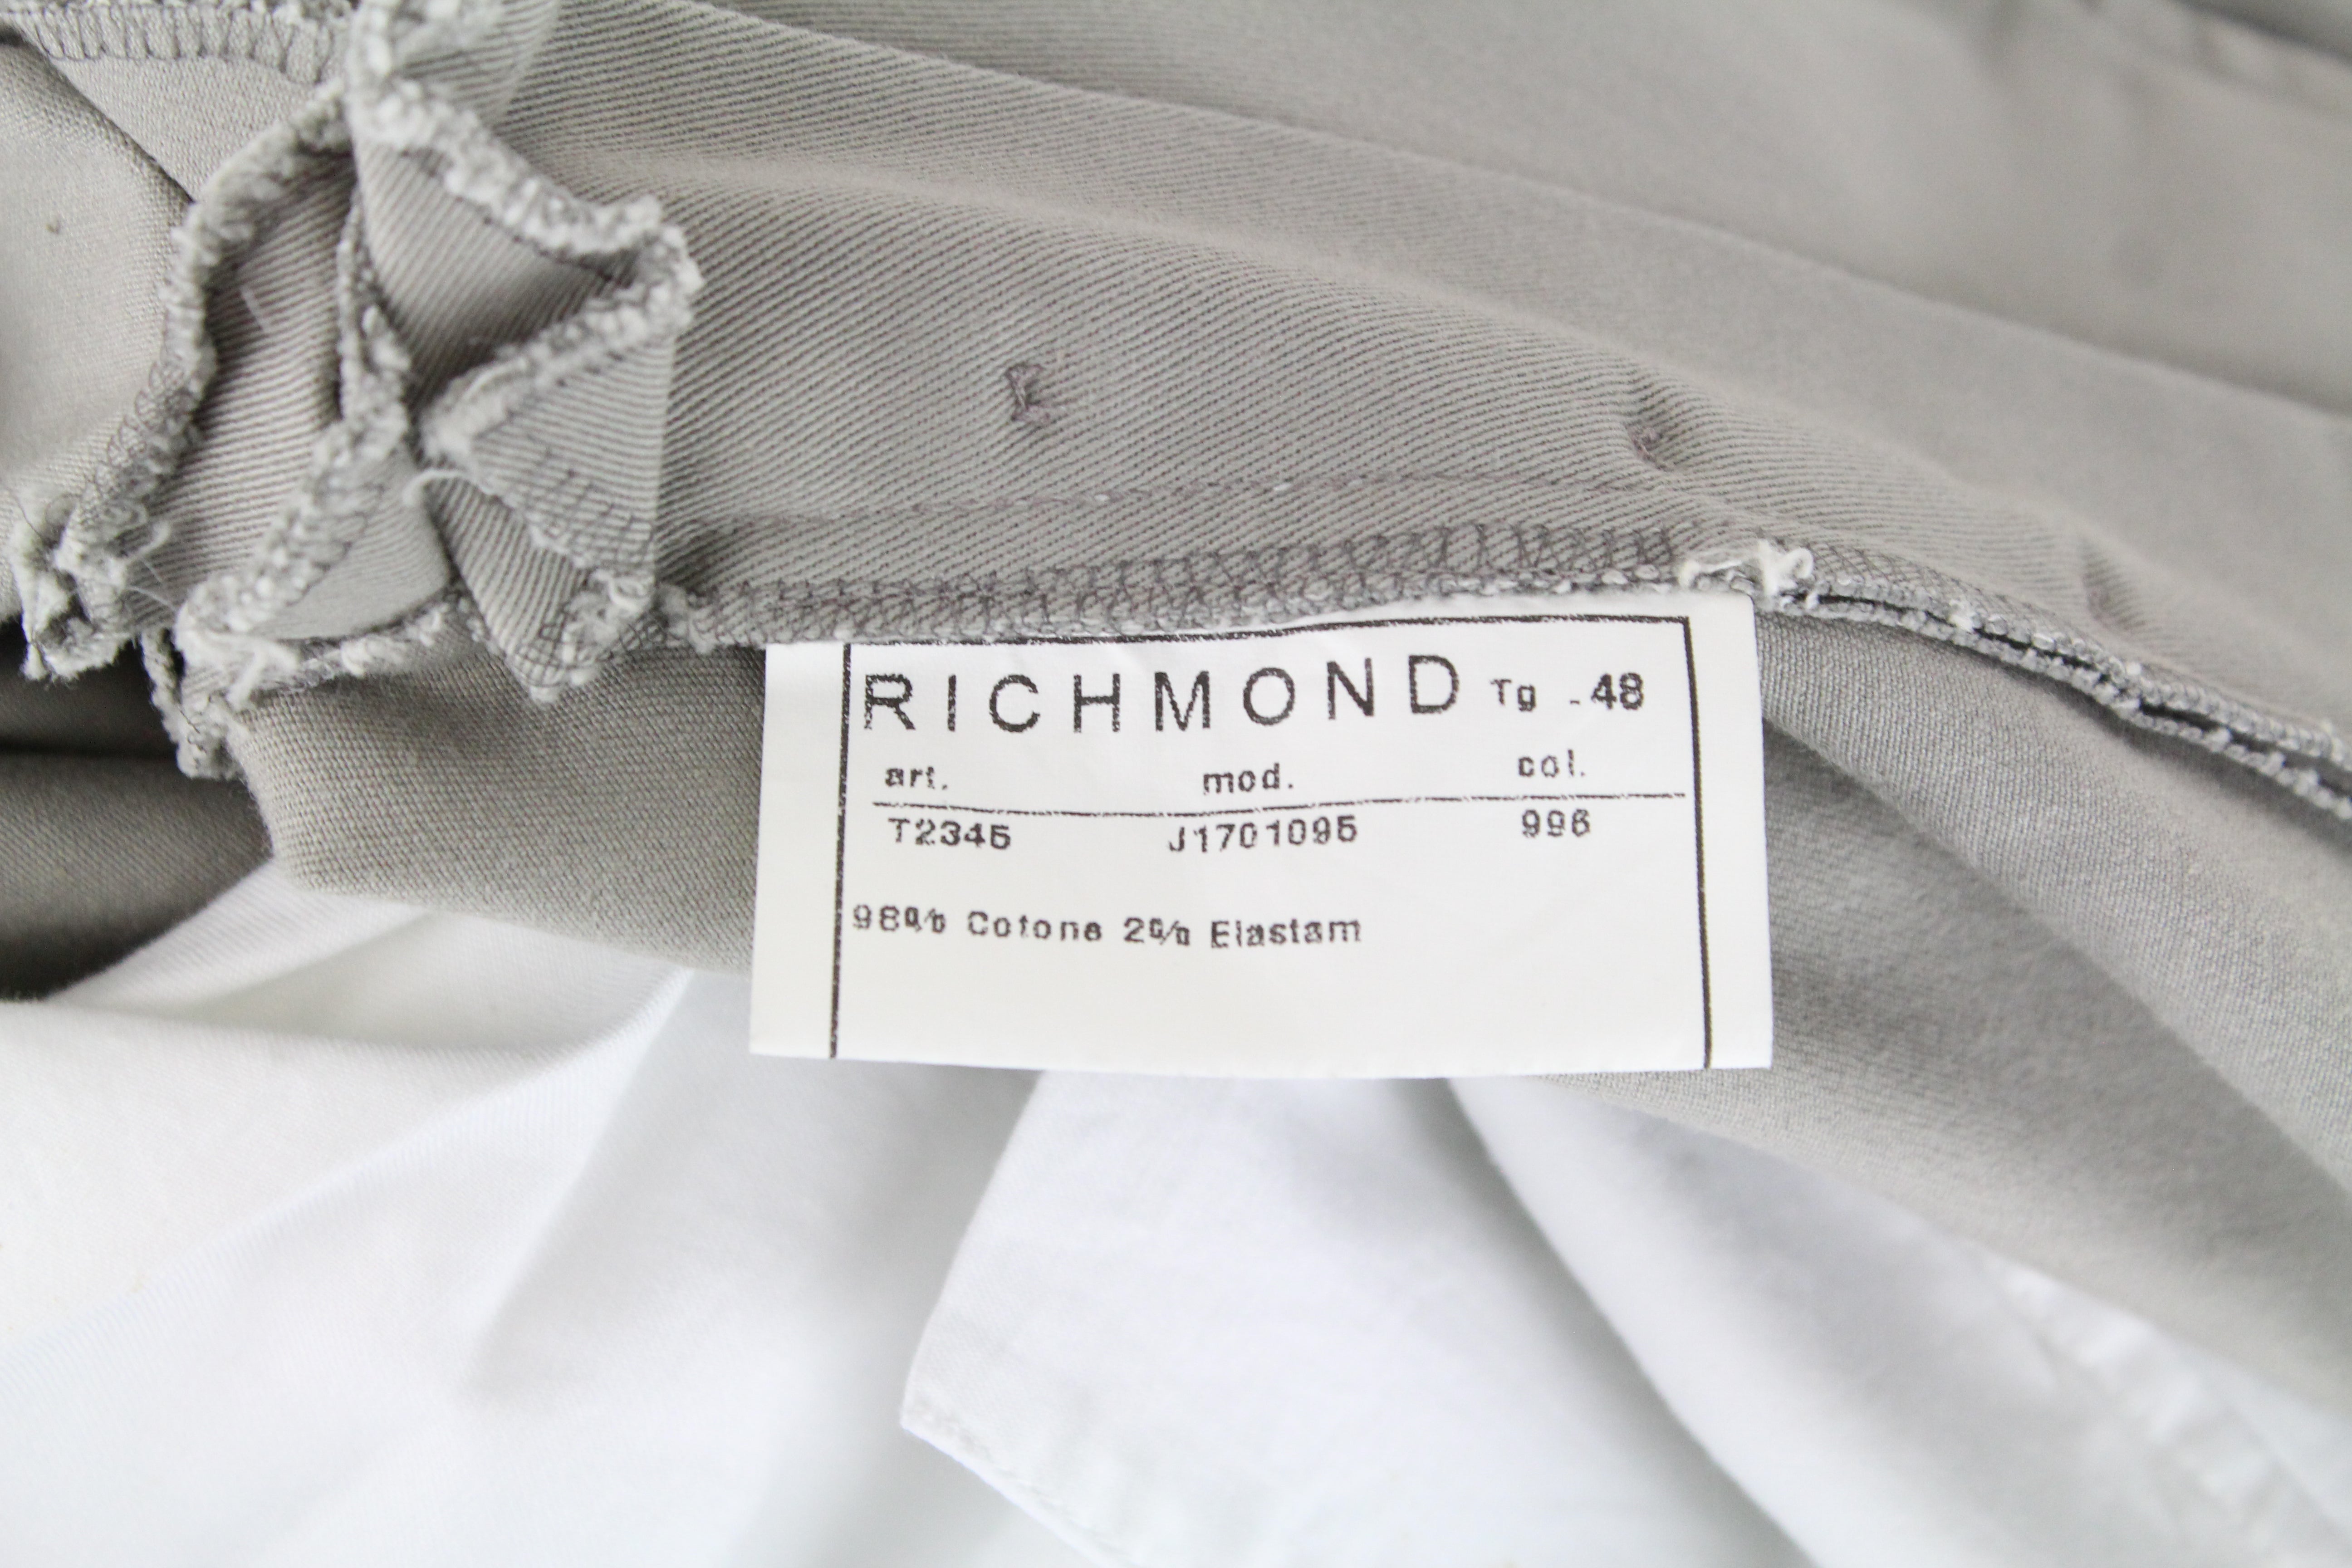 RICHMOND Tg - 48
art. mod. col.
T2345 J1701095 996
98% Cotone 2% Elastam